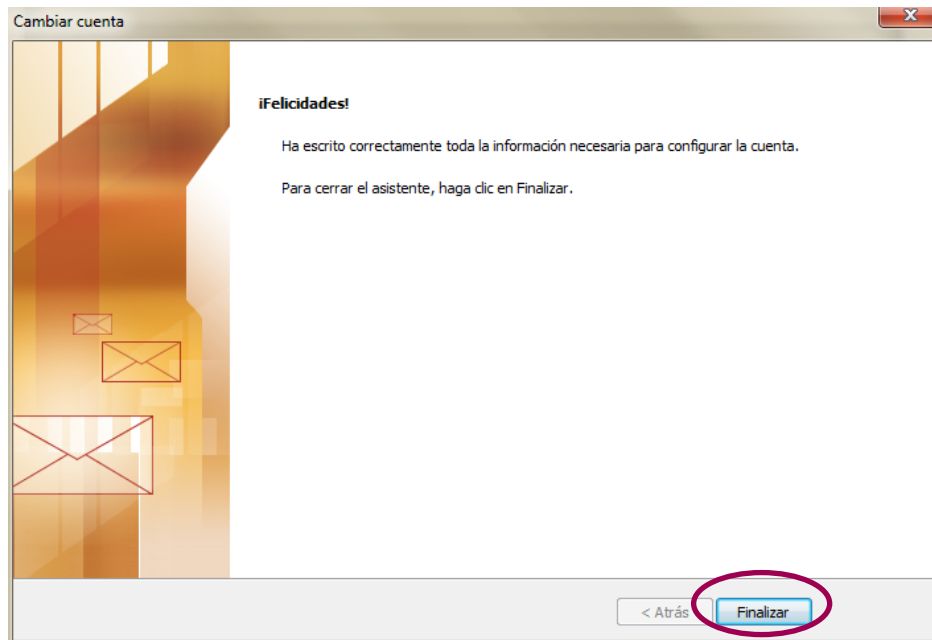 Cambiar cuenta
¡Felicidades!
Ha escrito correctamente toda la información necesaria para configurar la cuenta.
Para cerrar el asistente, haga clic en Finalizar.
< Atrás
Finalizar